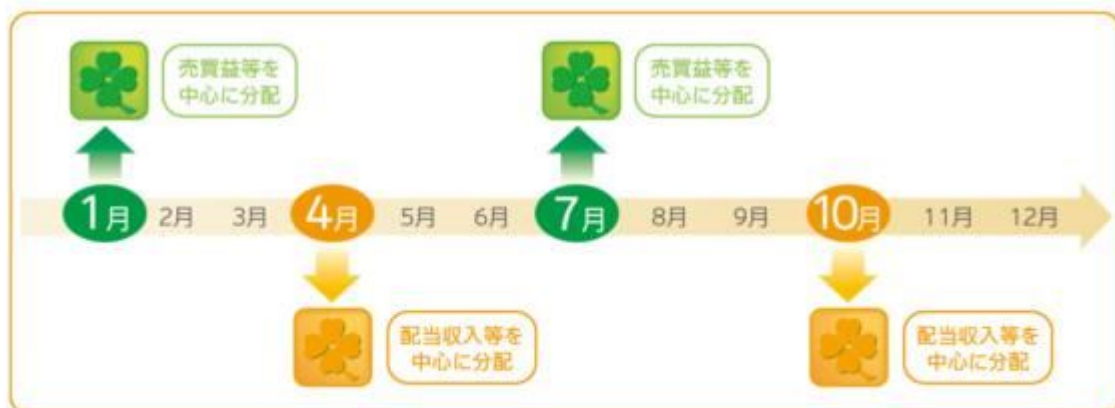 売買益等を
中心に分配
売買益等を
中心に分配
1月 2月 3月 4月 5月 6月 7月 8月 9月 10月 11月 12月
配当収入等を
中心に分配
配当収入等を
中心に分配